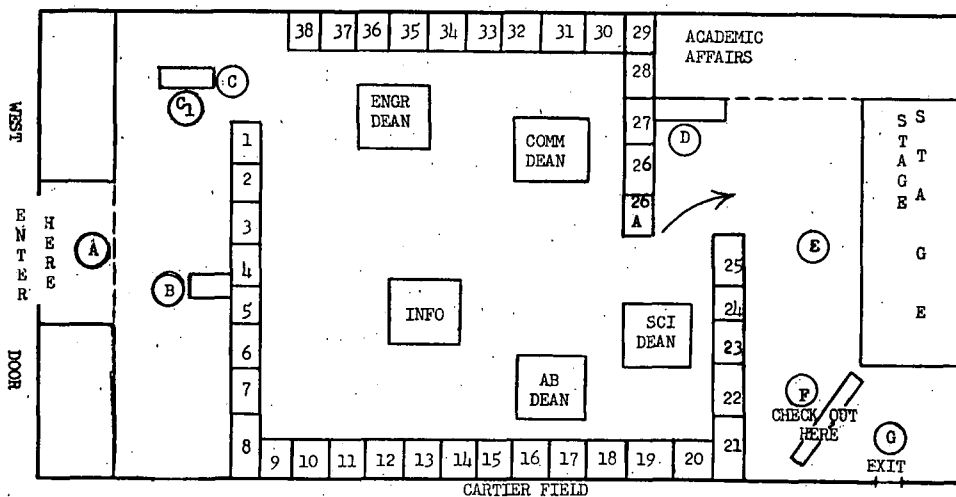 38 37 36 35 34 33 32 31 30 29
ACADEMIC
AFFAIRS
28
C
C1
ENGR
DEAN
WEST
1
COMM
DEAN
27
D
STAGE
STAGE
2
26
26
A
ENTER
HERE
A
3
E
4
25
B
5
INFO
24
SCI
DEAN
6
23
DOOR
7
AB
DEAN
22
F
CHECK OUT
HERE
8
21
G
EXIT
9 10 11 12 13 14 15 16 17 18 19 20
CARTIER FIELD